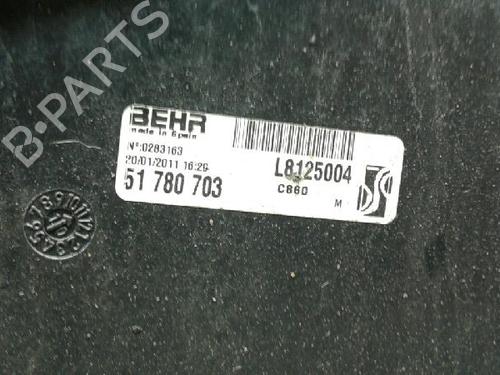 B-PARTS
BEHR
made in Spain
Nº:0283163
20/01/2011 16:26
51 780 703
L8125004
C860
M